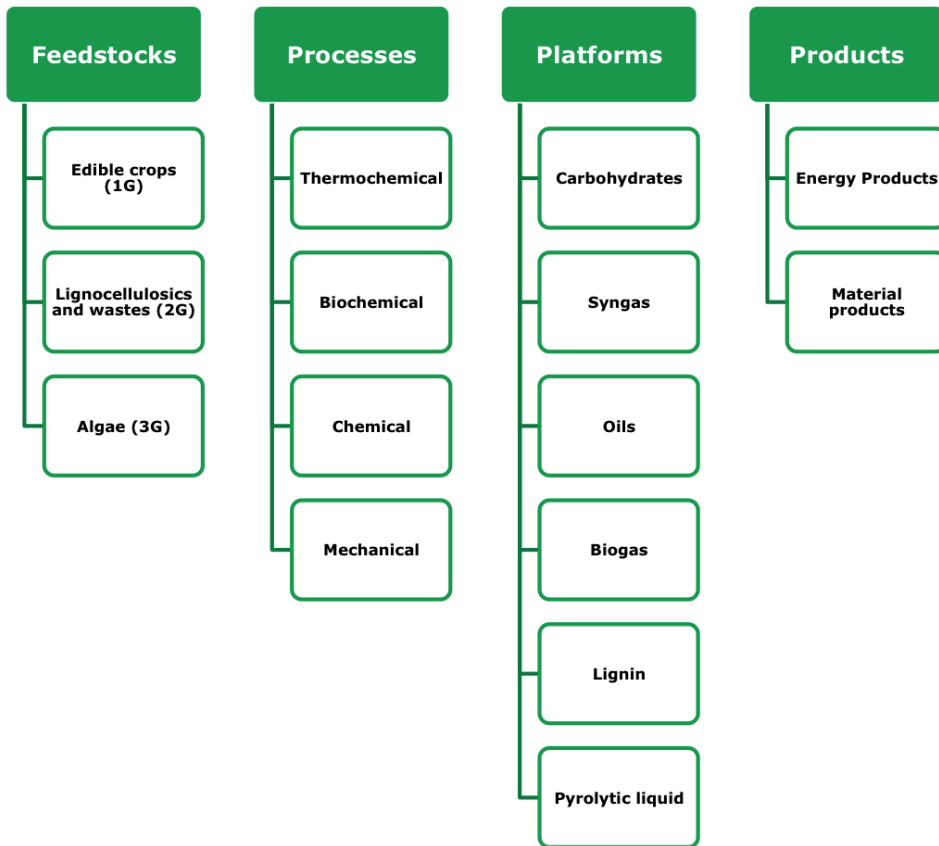 Feedstocks
Edible crops
(1G)
Lignocellulosics
and wastes (2G)
Algae (3G)
Processes
Thermochemical
Biochemical
Chemical
Mechanical
Platforms
Carbohydrates
Syngas
Oils
Biogas
Lignin
Pyrolytic liquid
Products
Energy Products
Material
products